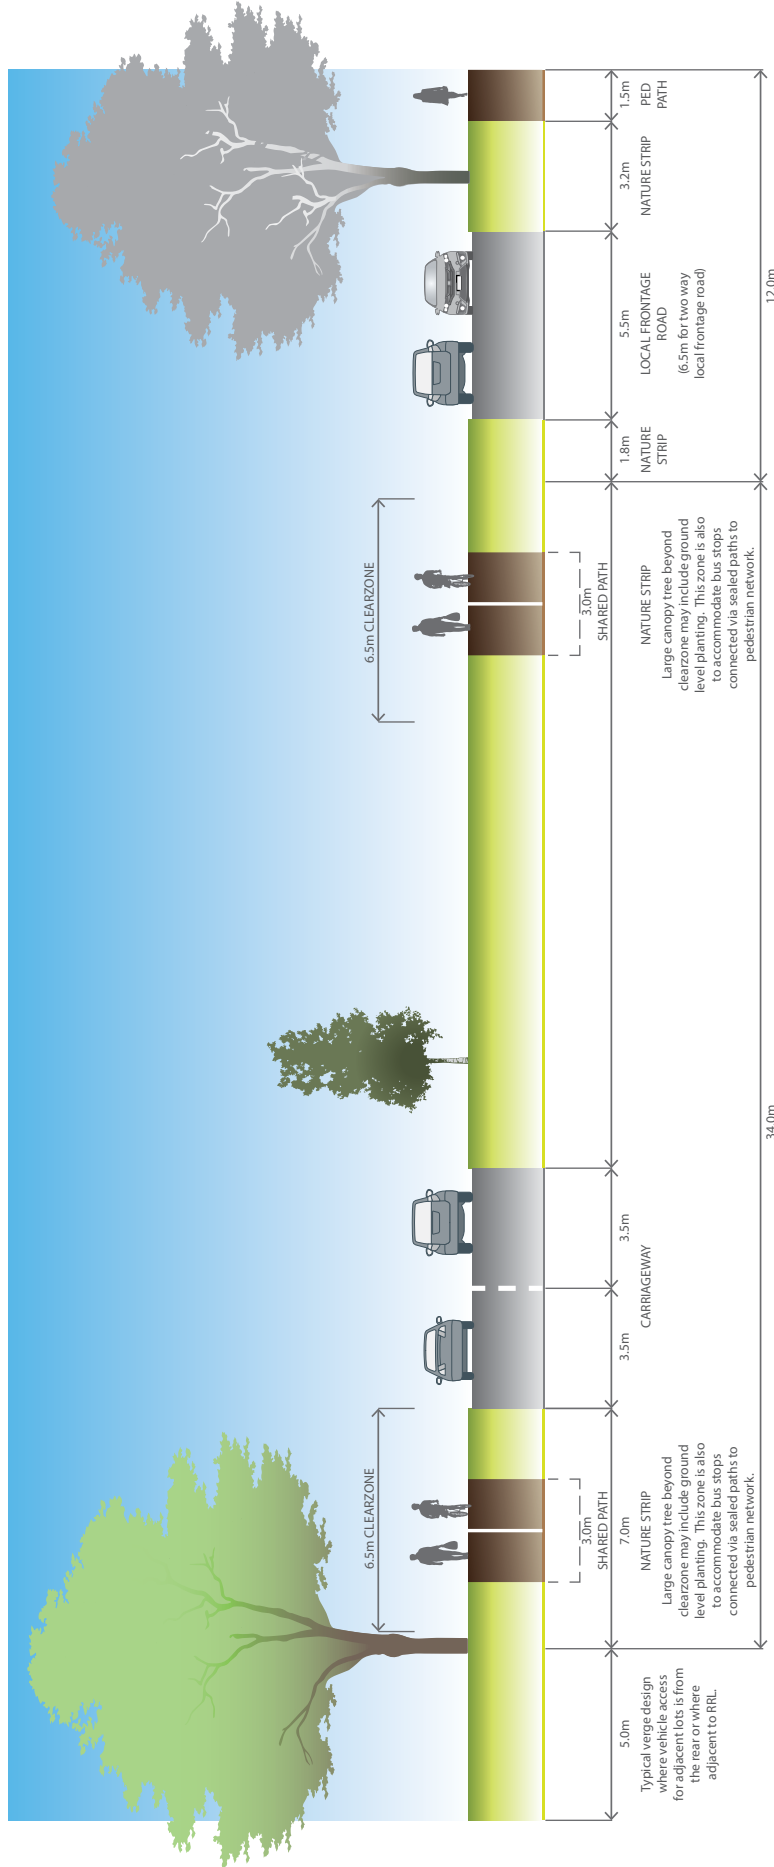 6.5m CLEARZONE
6.5m CLEARZONE
3.0m
SHARED PATH
3.0m
SHARED PATH
5.0m
Typical verge design
where vehicle access
for adjacent lots is from
the rear or where
adjacent to RRL.
7.0m
NATURE STRIP
Large canopy tree beyond
clearzone may include ground
level planting. This zone is also
to accommodate bus stops
connected via sealed paths to
pedestrian network.
3.5m
3.5m
CARRIAGEWAY
NATURE STRIP
Large canopy tree beyond
clearzone may include ground
level planting. This zone is also
to accommodate bus stops
connected via sealed paths to
pedestrian network.
1.8m
NATURE
STRIP
5.5m
LOCAL FRONTAGE
ROAD
(6.5m for two way
local frontage road)
3.2m
NATURE STRIP
1.5m
PED
PATH
34.0m
12.0m